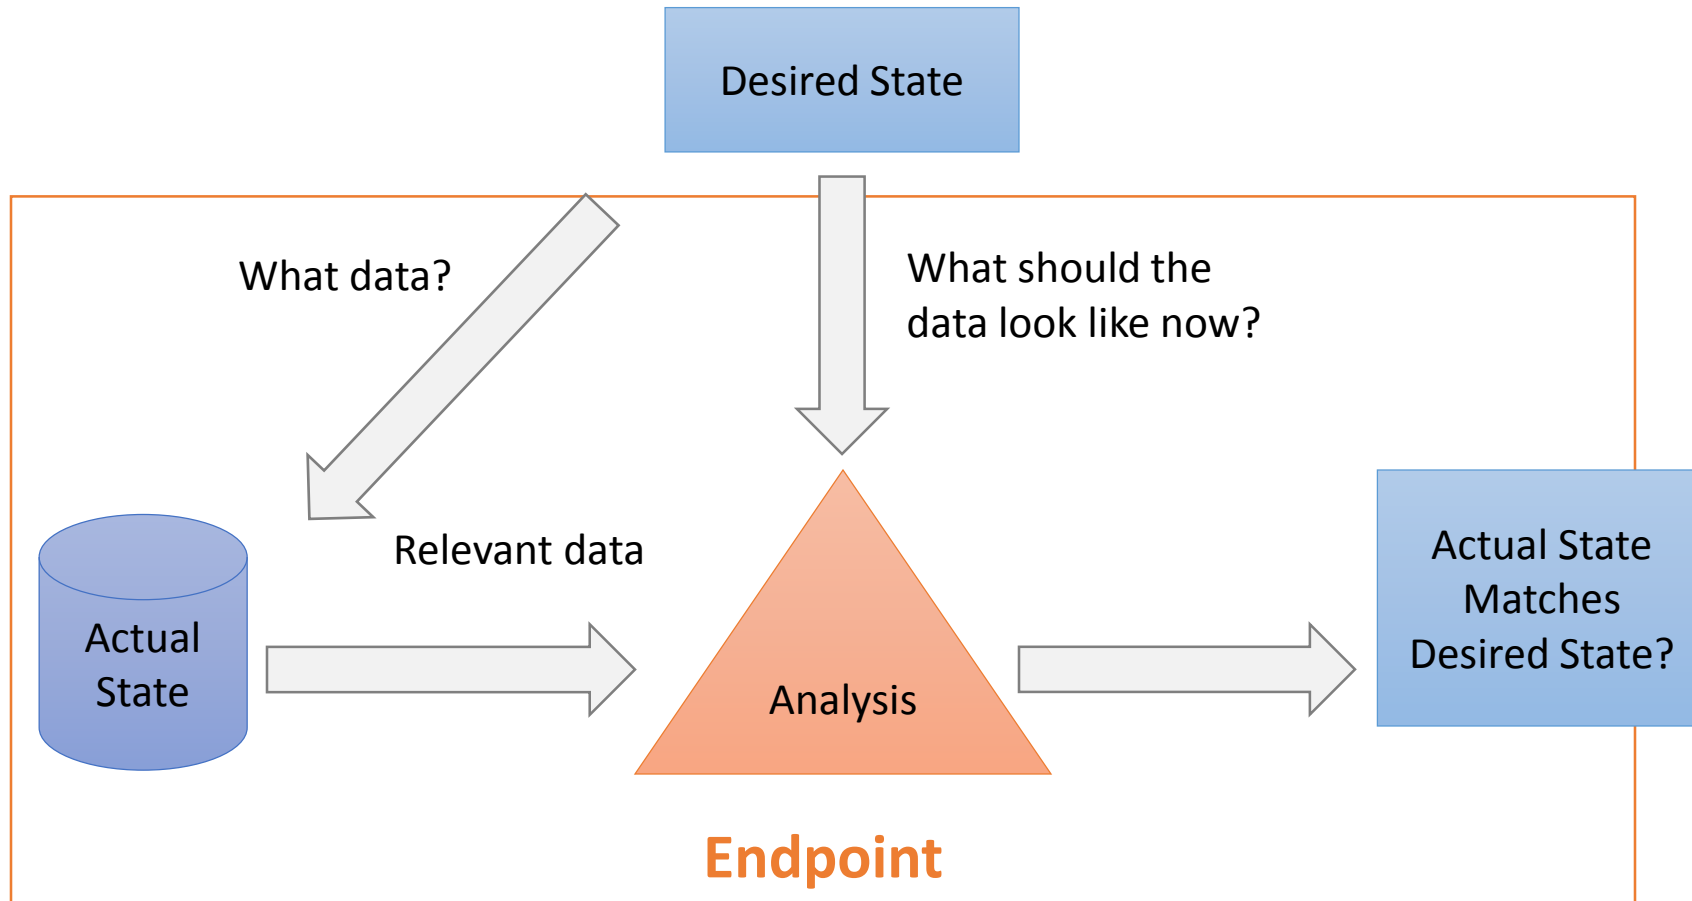 Desired State
What data?
What should the
data look like now?
Relevant data
Actual
State
Analysis
Actual State
Matches
Desired State?
Endpoint